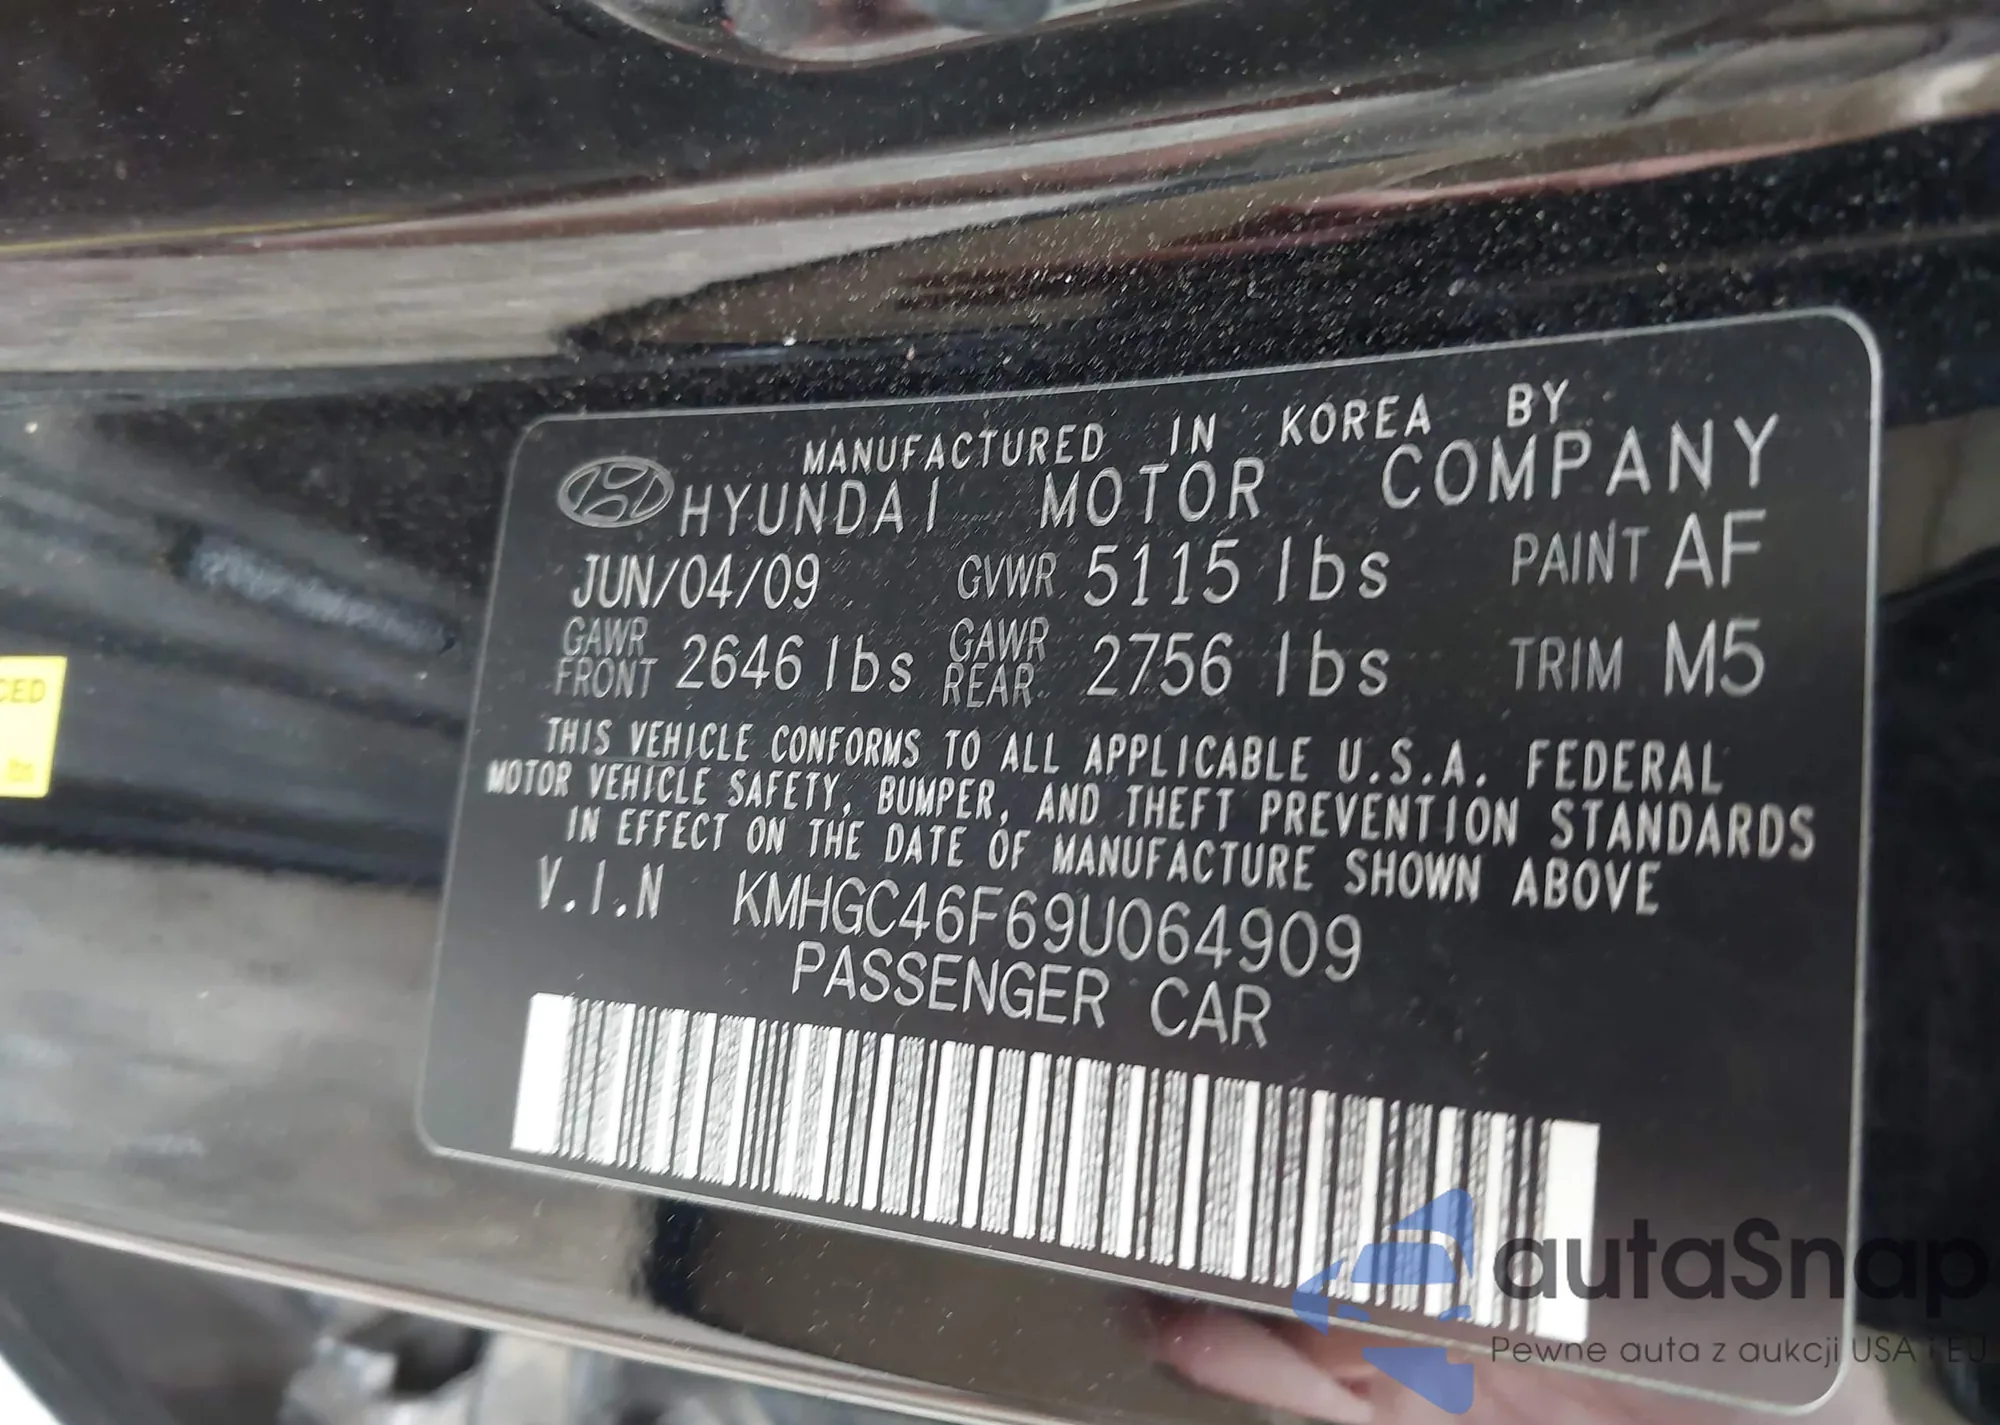 MANUFACTURED IN KOREA BY
HYUNDAI MOTOR COMPANY
JUN/04/09 GVWR 5115 lbs PAINT AF
GAWR FRONT 2646 lbs GAWR REAR 2756 lbs TRIM M5
THIS VEHICLE CONFORMS TO ALL APPLICABLE U.S.A. FEDERAL
MOTOR VEHICLE SAFETY, BUMPER, AND THEFT PREVENTION STANDARDS
IN EFFECT ON THE DATE OF MANUFACTURE SHOWN ABOVE
V.I.N KMHGC46F69U064909
PASSENGER CAR
CED
lbs
autaSnap
Pewne auta z aukcji USA i EU